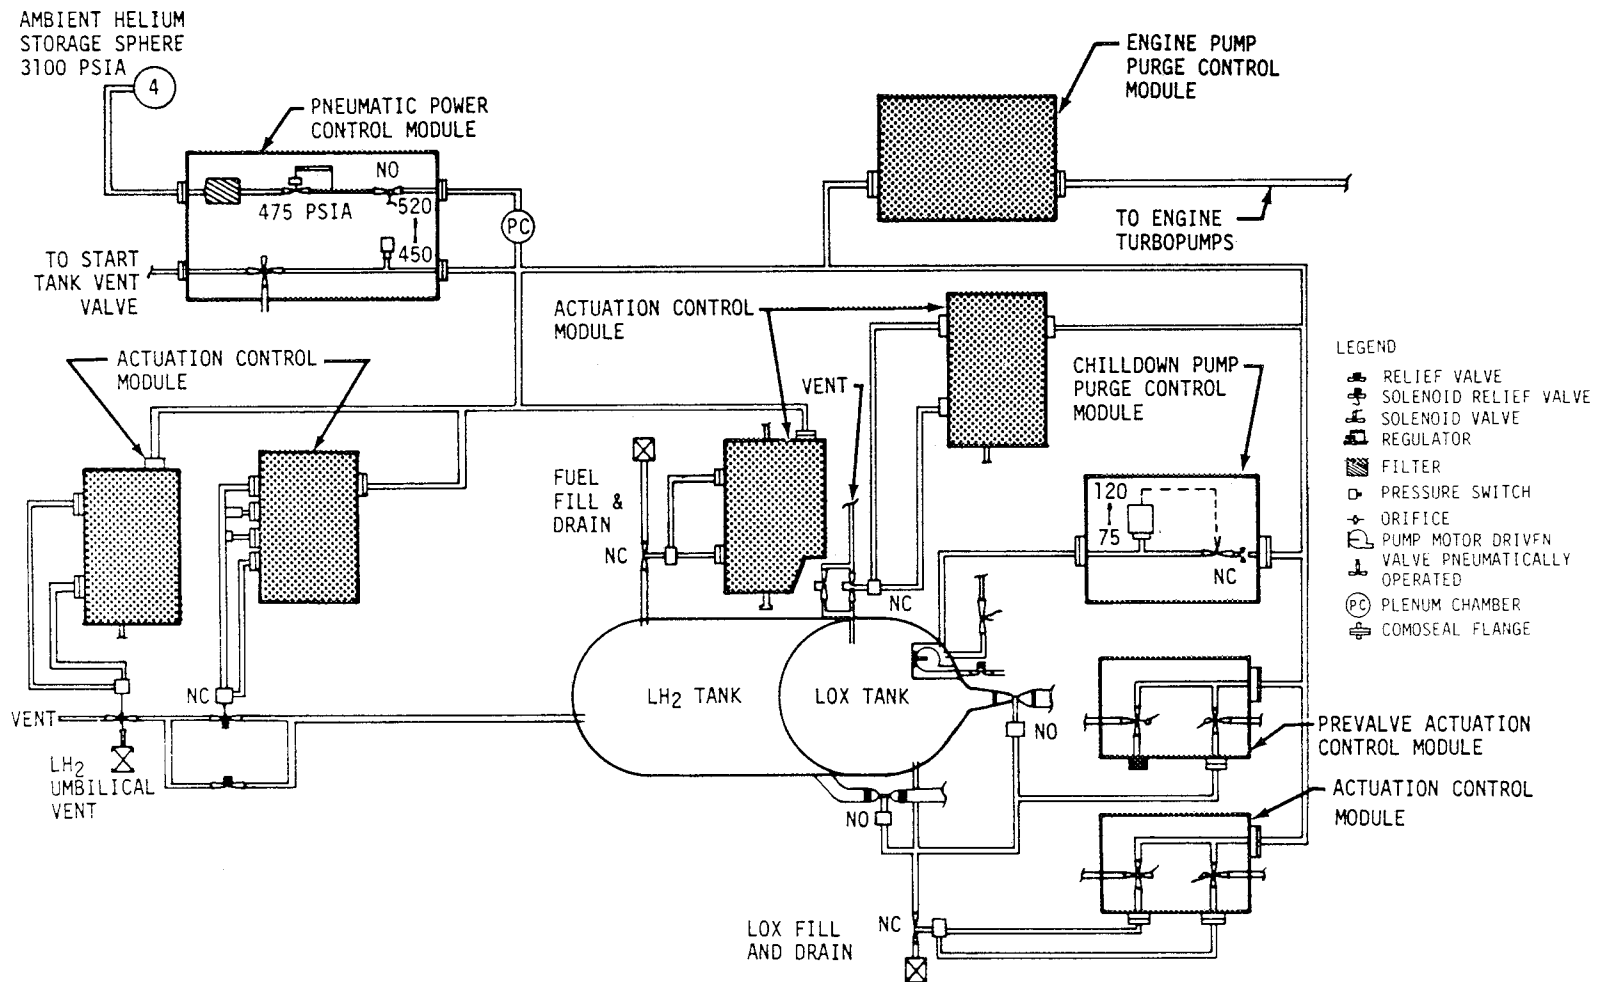 AMBIENT HELIUM
STORAGE SPHERE
3100 PSIA
4
PNEUMATIC POWER
CONTROL MODULE
NO
475 PSIA
520
450
PC
TO START
TANK VENT
VALVE
ENGINE PUMP
PURGE CONTROL
MODULE
TO ENGINE
TURBOPUMPS
ACTUATION CONTROL
MODULE
ACTUATION CONTROL
MODULE
VENT
CHILLDOWN PUMP
PURGE CONTROL
MODULE
120
75
NC
FUEL
FILL &
DRAIN
NC
NC
LEGEND
RELIEF VALVE
SOLENOID RELIEF VALVE
SOLENOID VALVE
REGULATOR
FILTER
PRESSURE SWITCH
ORIFICE
PUMP MOTOR DRIVEN
VALVE PNEUMATICALLY
OPERATED
PC PLENUM CHAMBER
COMOSEAL FLANGE
NC
VENT
LH2
UMBILICAL
VENT
LH2 TANK
LOX TANK
NO
NO
PREVALVE ACTUATION
CONTROL MODULE
ACTUATION CONTROL
MODULE
NC
LOX FILL
AND DRAIN